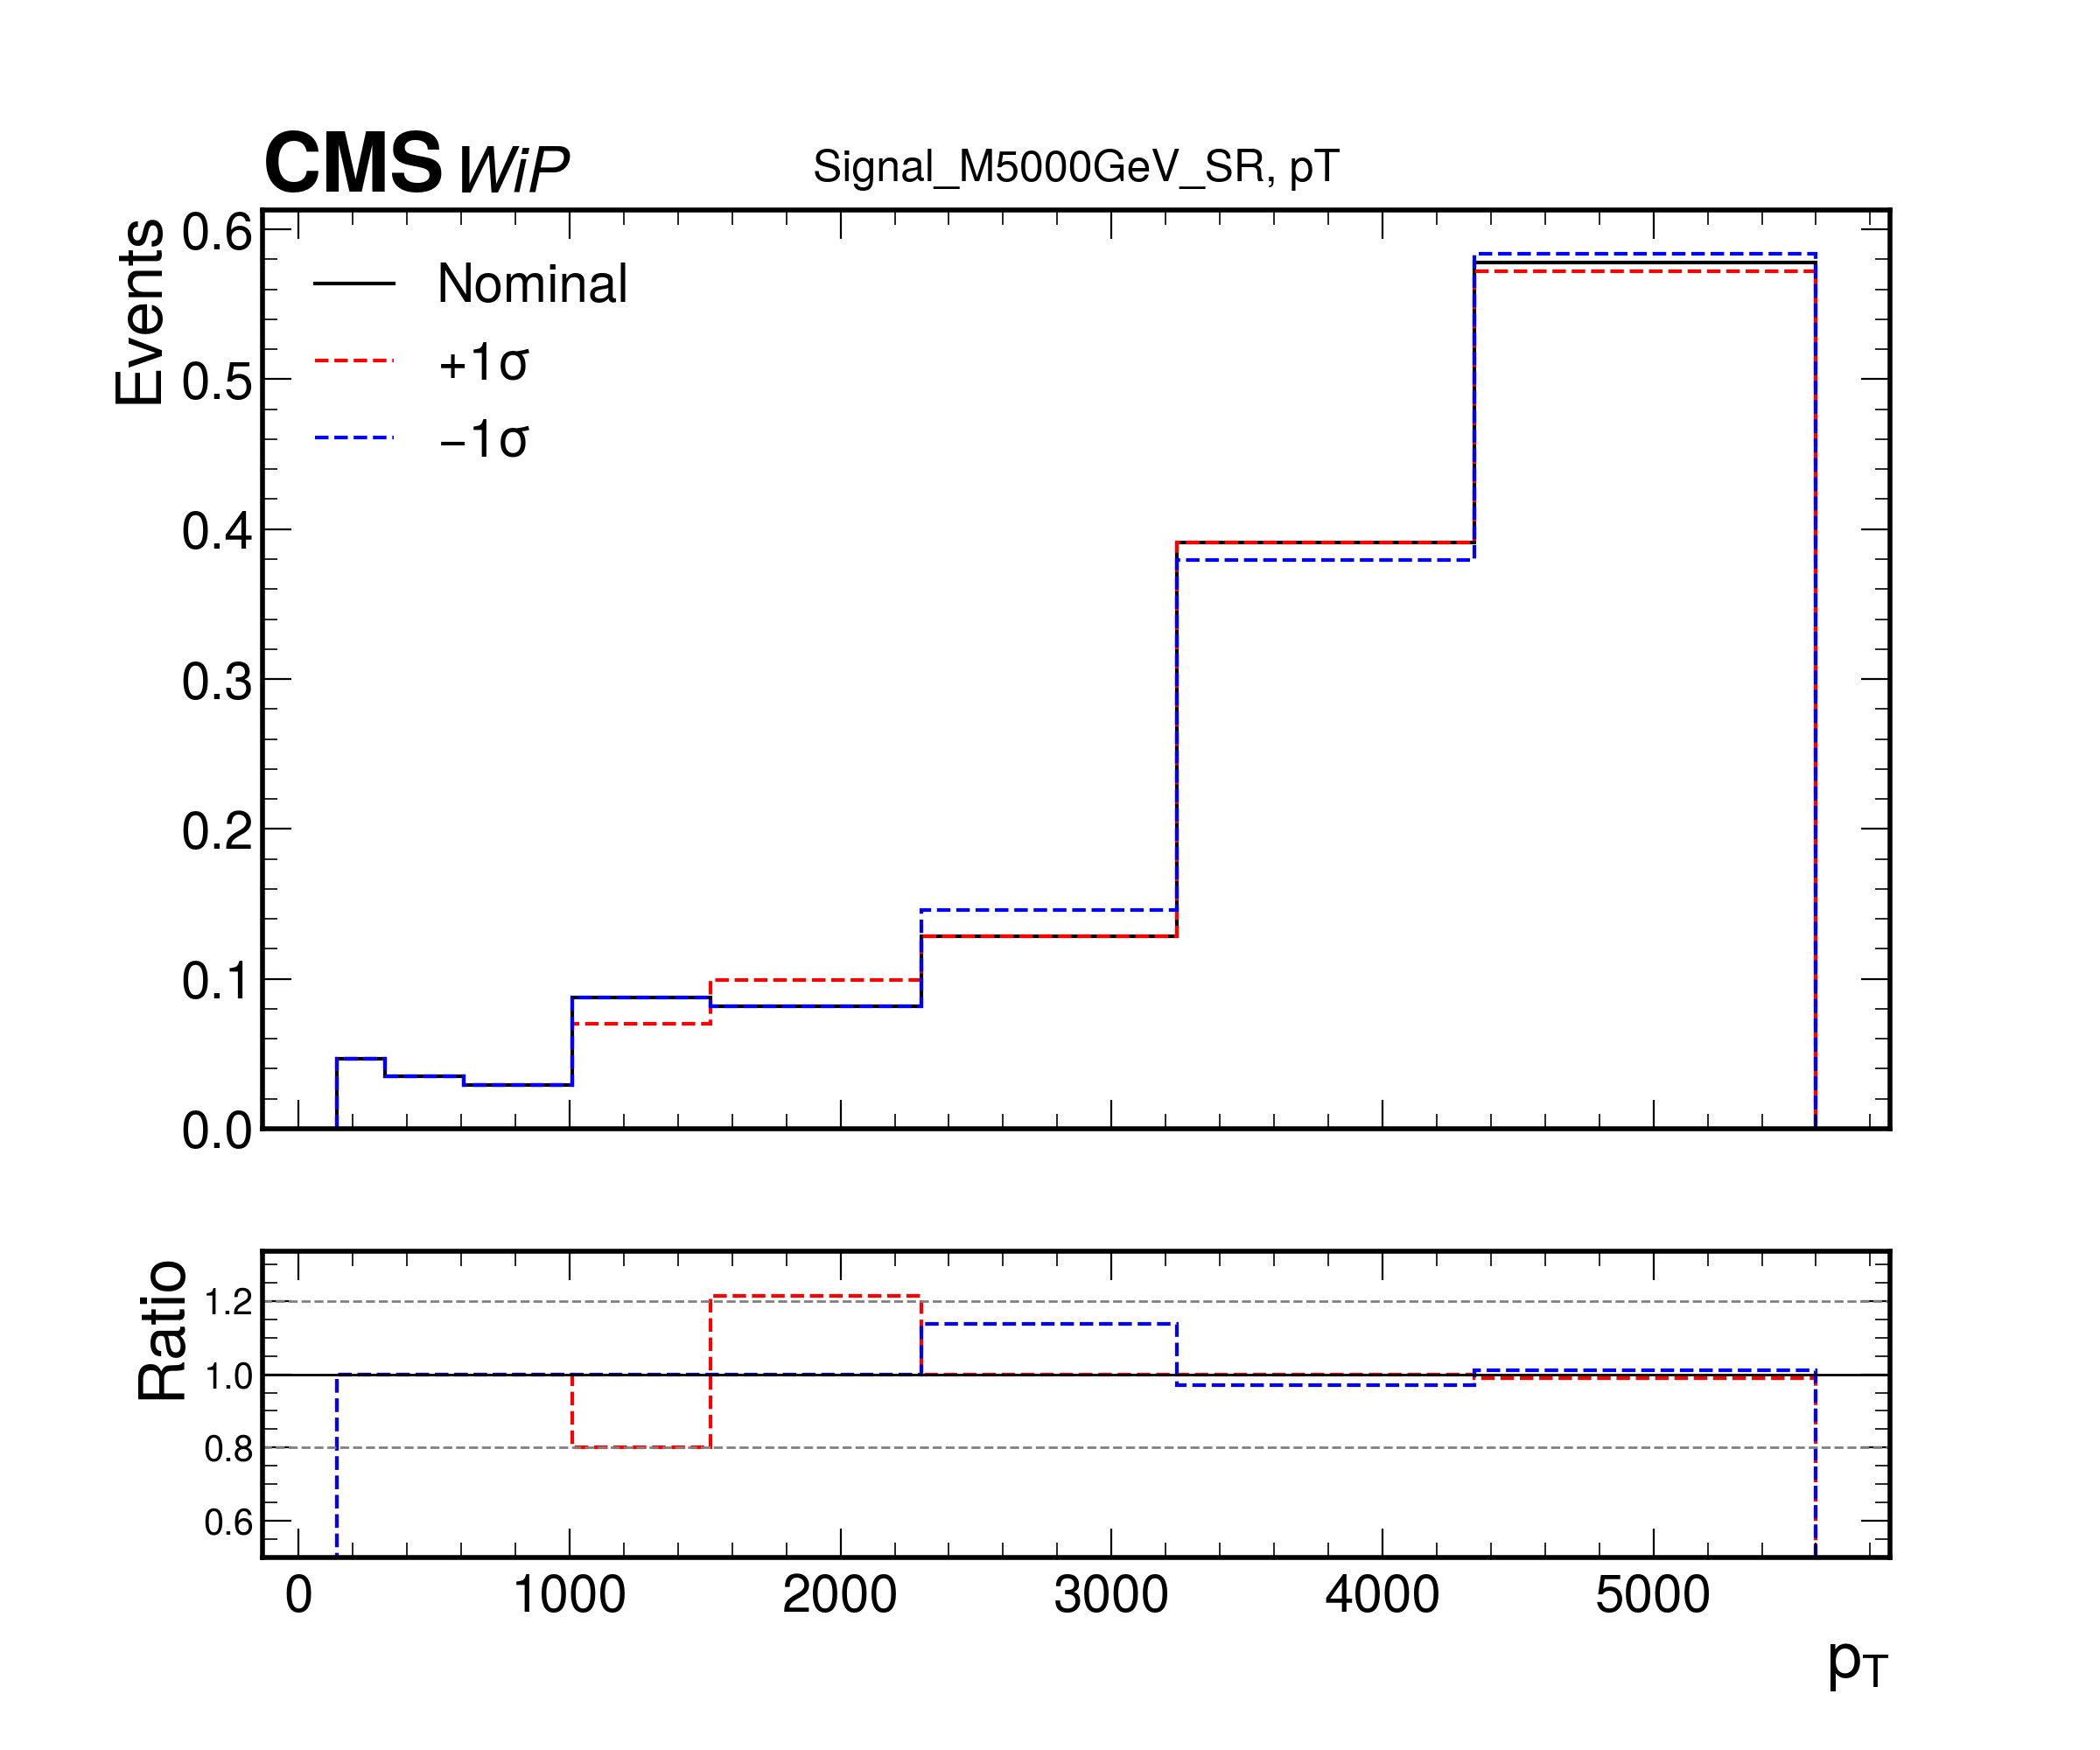 CMS WiP Signal_M5000GeV_SR, pT
Events
0.6
0.5
0.4
0.3
0.2
0.1
0.0
Nominal
+1σ
−1σ
Ratio
1.2
1.0
0.8
0.6
0 1000 2000 3000 4000 5000
pT